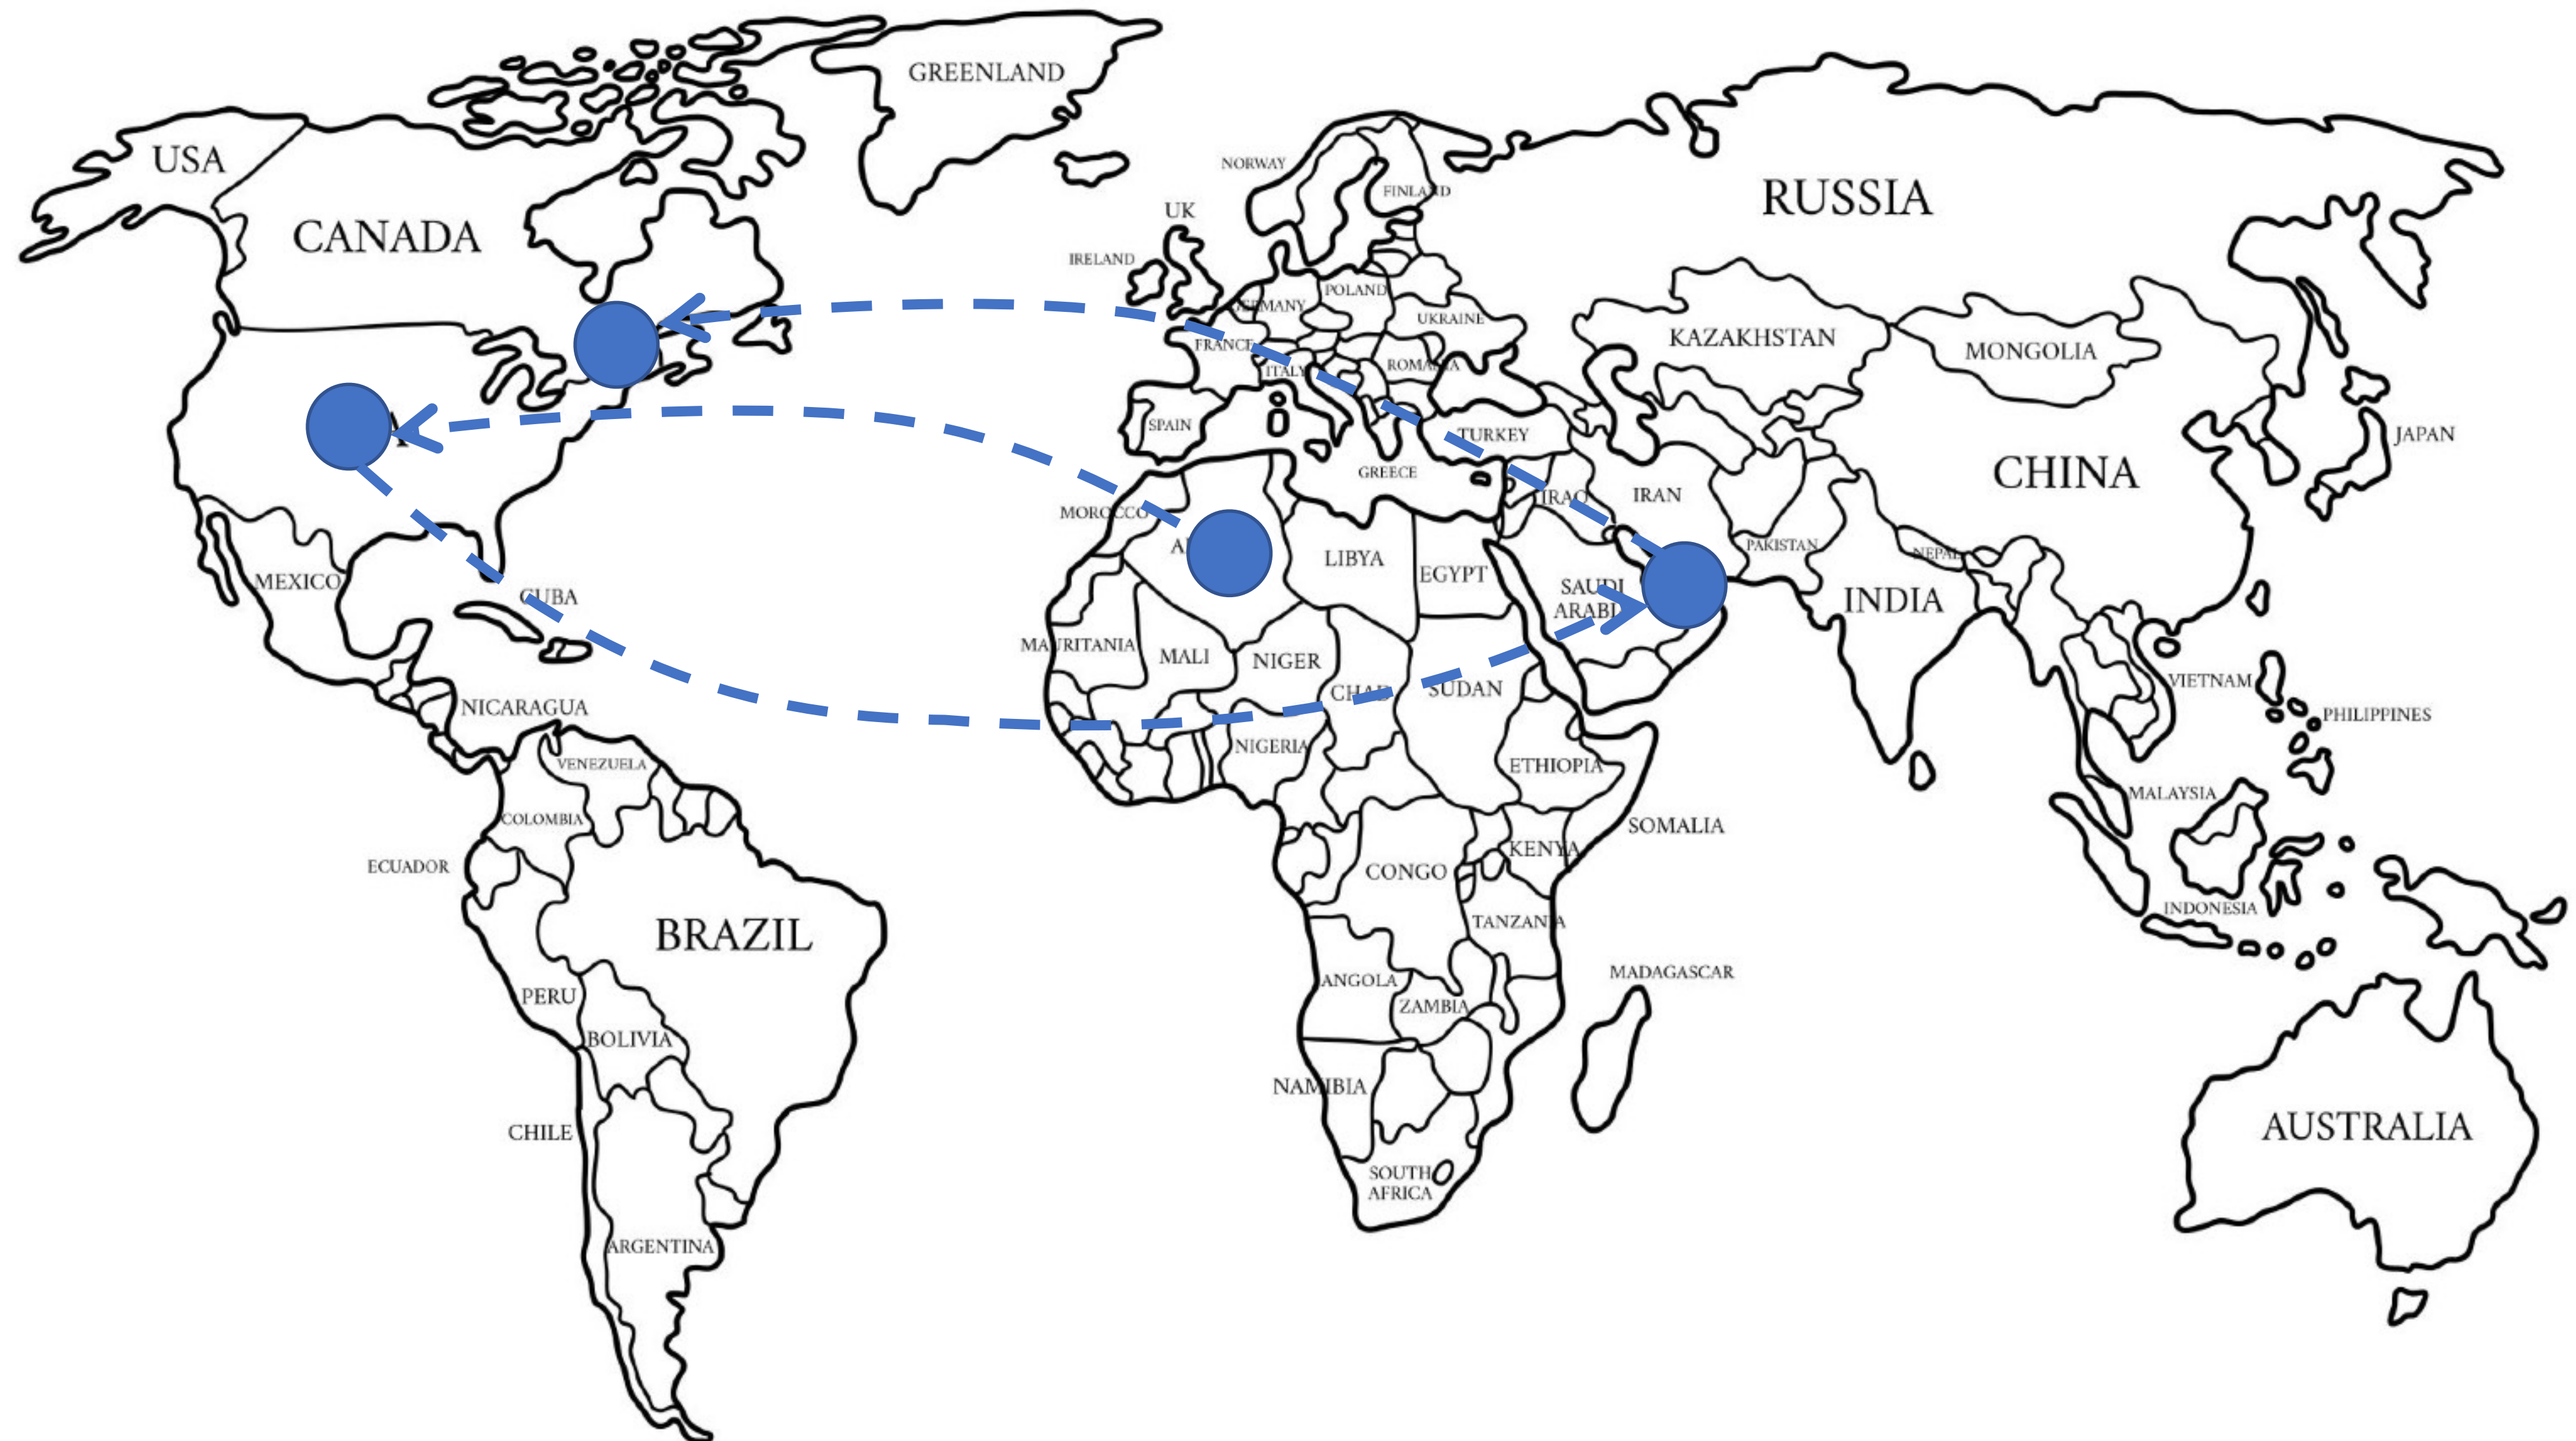 GREENLAND
USA
CANADA
NORWAY
FINLAND
RUSSIA
UK
IRELAND
GERMANY
POLAND
UKRAINE
KAZAKHSTAN
MONGOLIA
FRANCE
ITALY
ROMANIA
SPAIN
TURKEY
JAPAN
GREECE
CHINA
IRAQ
IRAN
MOROCCO
LIBYA
EGYPT
PAKISTAN
NEPAL
MEXICO
CUBA
SAUDI
ARABI
INDIA
MAURITANIA
MALI
NIGER
CHAD
SUDAN
VIETNAM
NICARAGUA
PHILIPPINES
NIGERIA
VENEZUELA
ETHIOPIA
MALAYSIA
COLOMBIA
SOMALIA
ECUADOR
KENYA
CONGO
INDONESIA
BRAZIL
TANZANIA
MADAGASCAR
ANGOLA
PERU
ZAMBIA
BOLIVIA
NAMIBIA
CHILE
AUSTRALIA
SOUTH
AFRICA
ARGENTINA